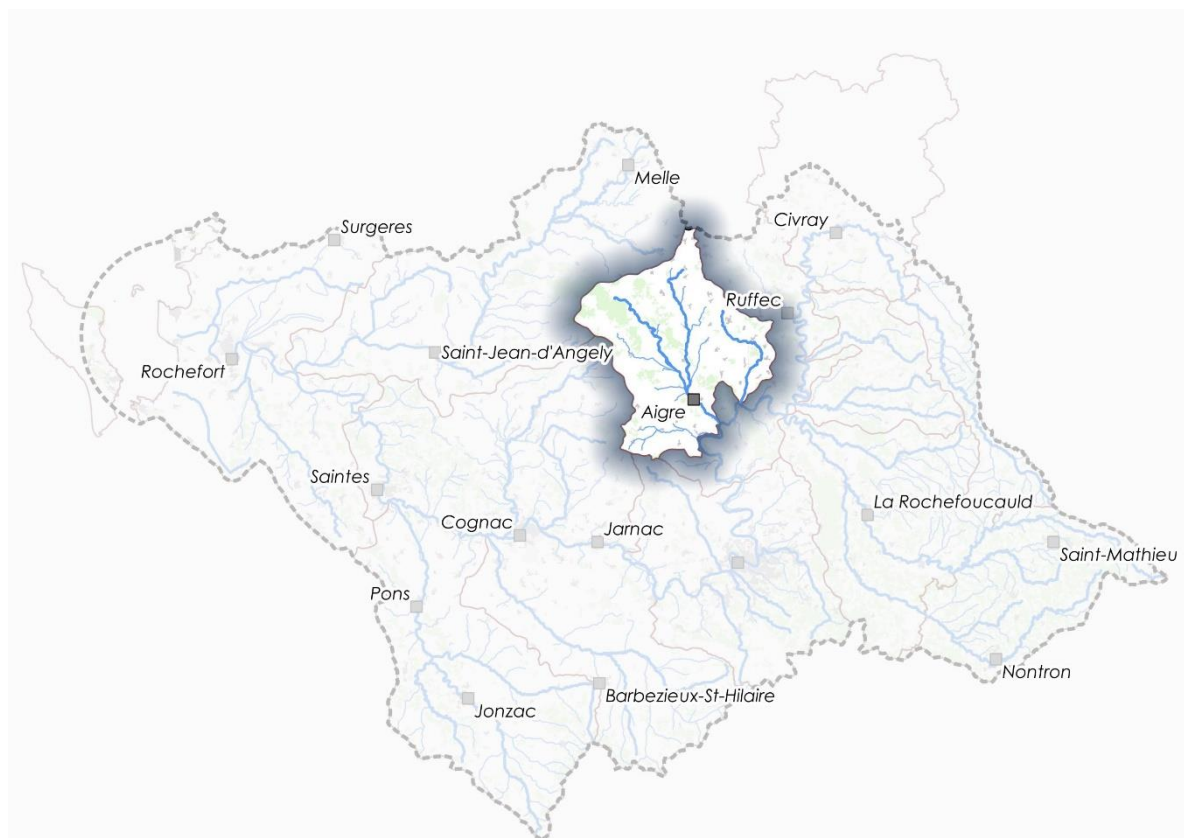 Melle
Civray
Surgeres
Ruffec
Saint-Jean-d'Angely
Rochefort
Aigre
Saintes
La Rochefoucauld
Cognac
Jarnac
Saint-Mathieu
Pons
Nontron
Barbezieux-St-Hilaire
Jonzac